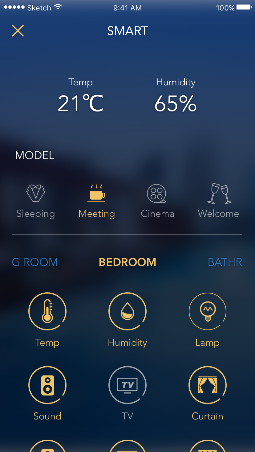 Sketch 9:41 AM 100%
SMART
Temp Humidity
21℃ 65%
MODEL
Sleeping Meeting Cinema Welcome
G ROOM BEDROOM BATHR
Temp Humidity Lamp
TV
Sound TV Curtain